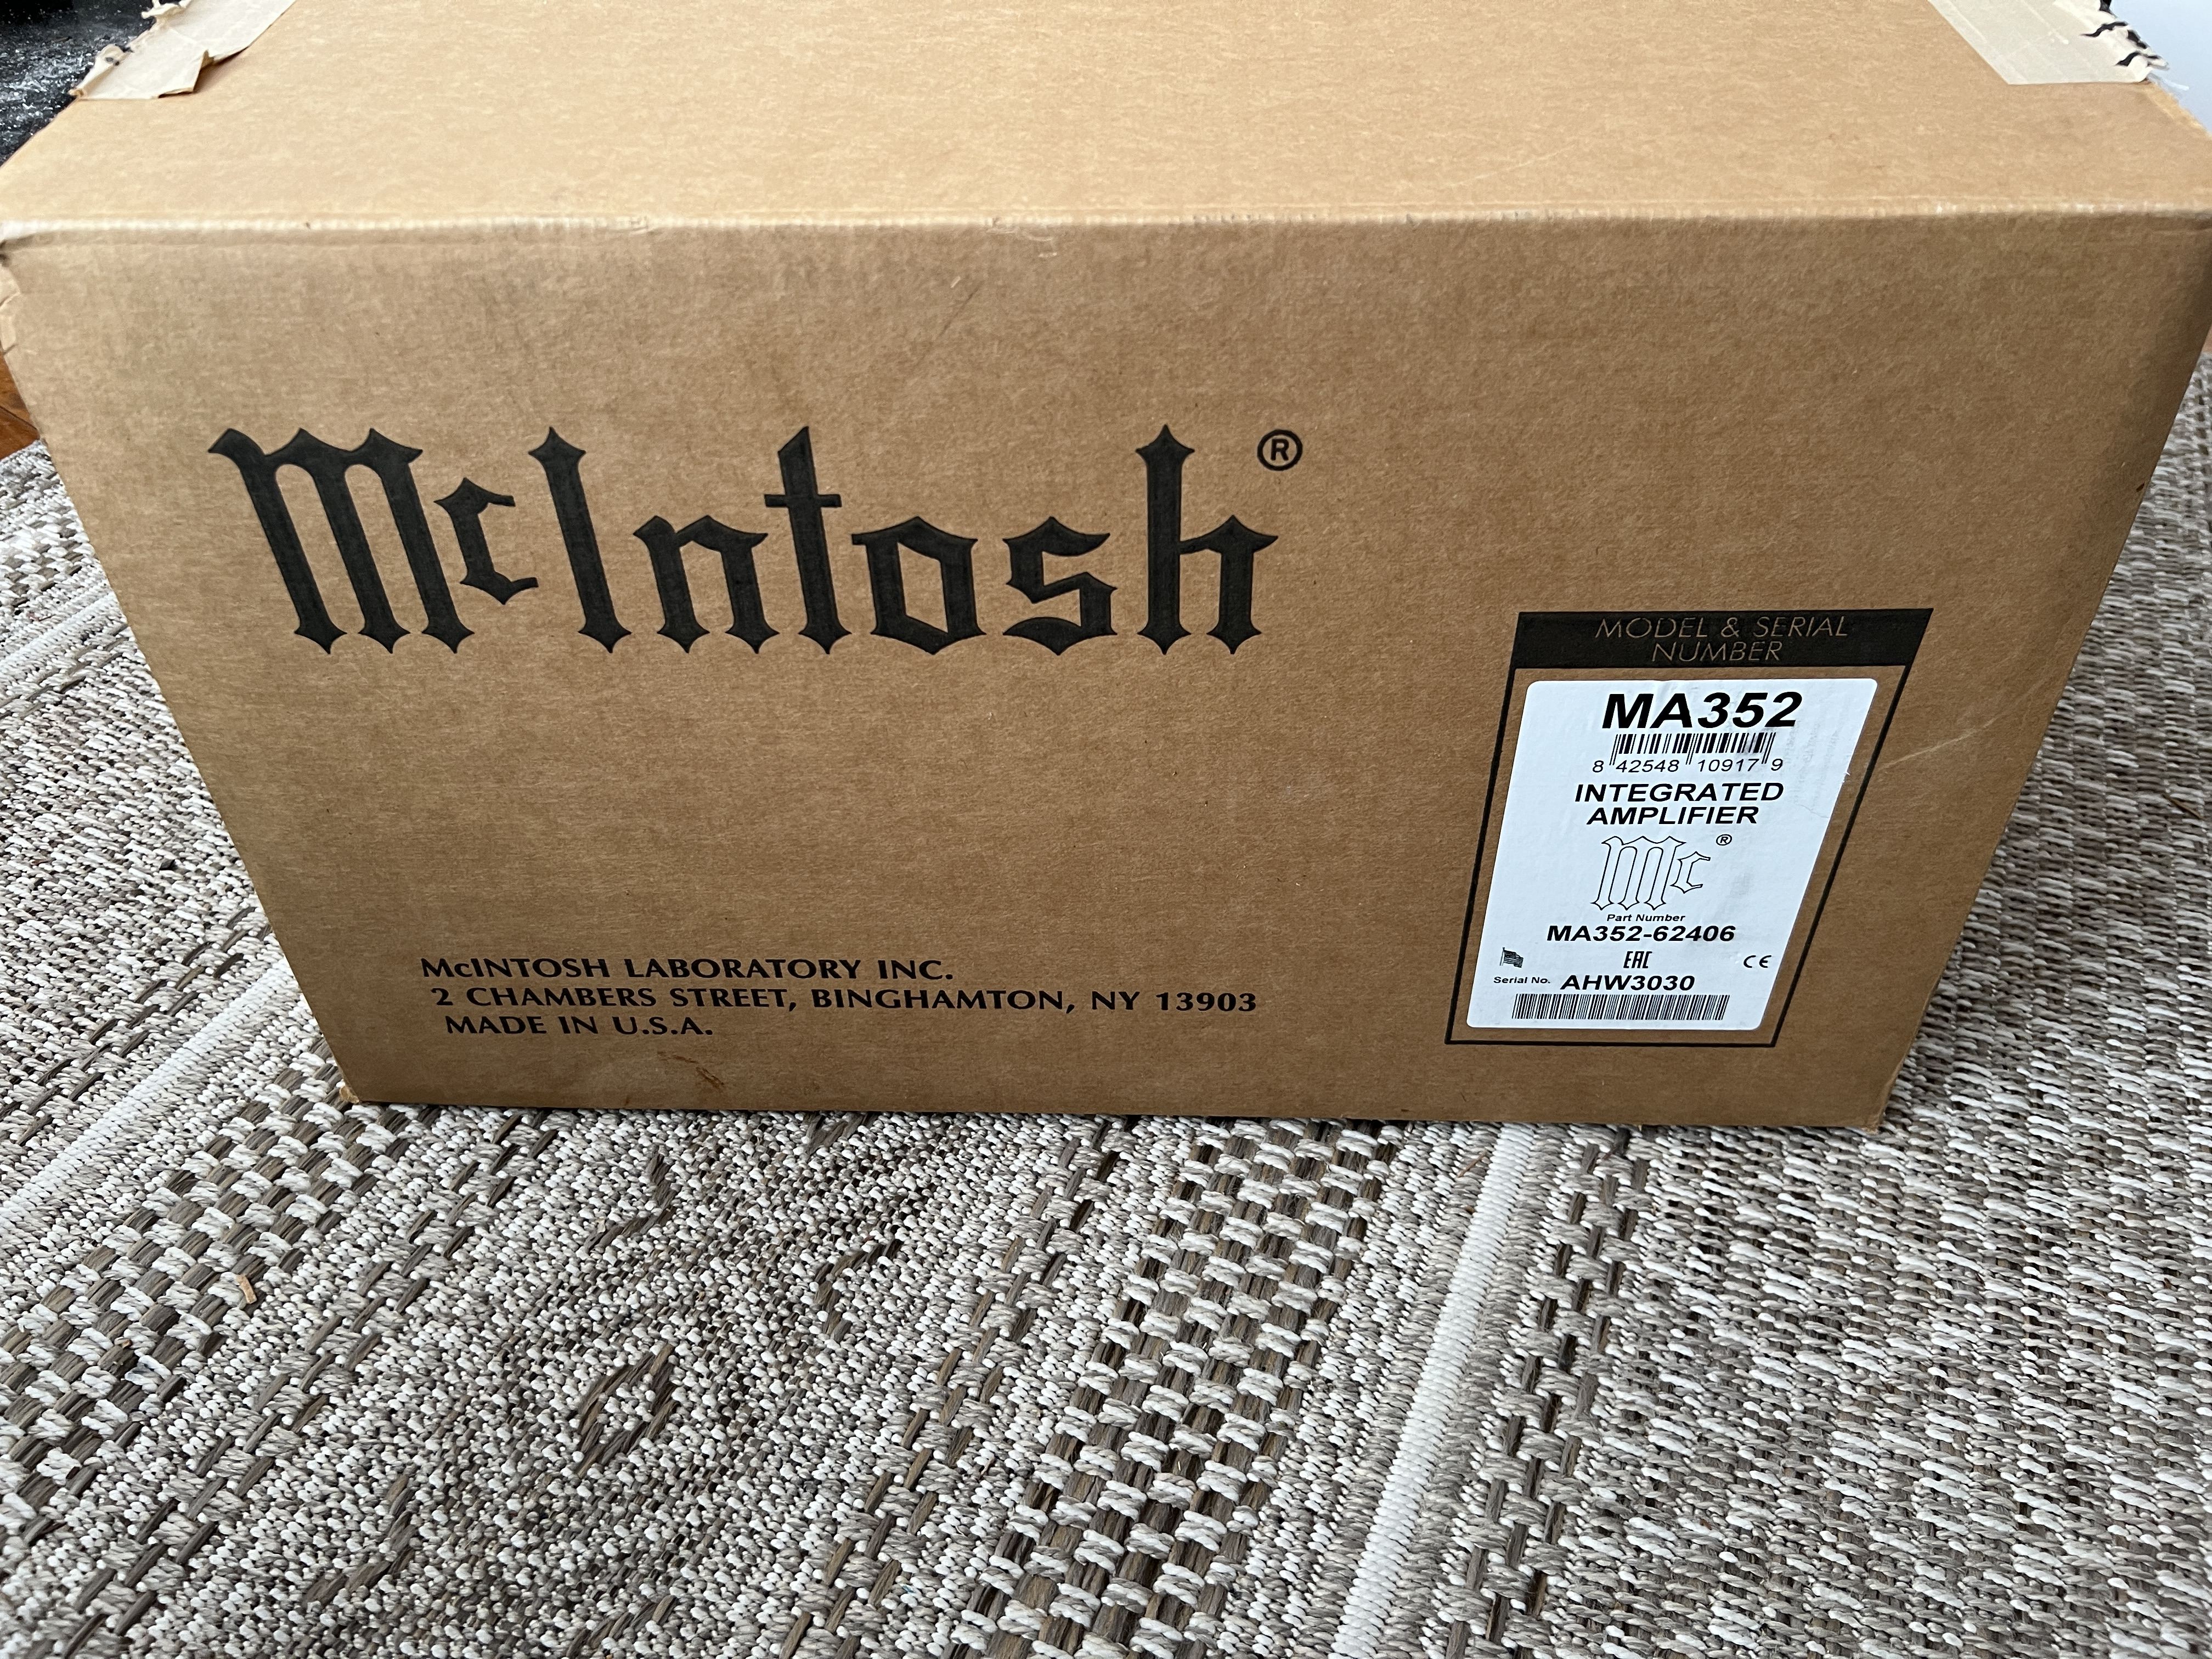 McIntosh®
MODEL & SERIAL
NUMBER
MA352
8 42548 10917 9
INTEGRATED
AMPLIFIER
Mc®
Part Number
MA352-62406
EAC CE
Serial No. AHW3030
McINTOSH LABORATORY INC.
2 CHAMBERS STREET, BINGHAMTON, NY 13903
MADE IN U.S.A.